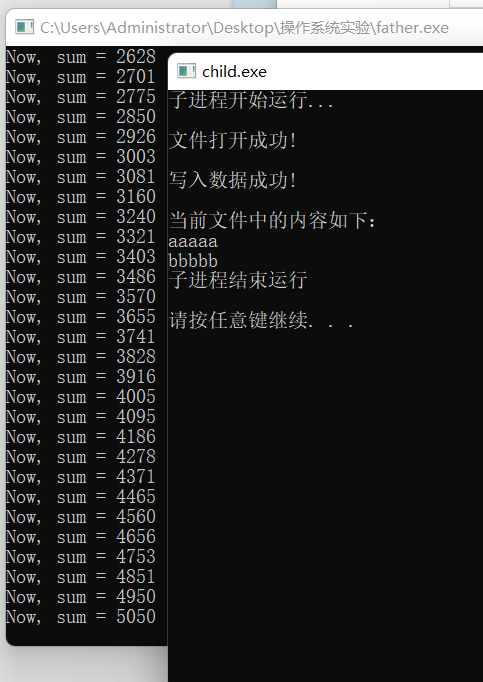 C:\Users\Administrator\Desktop\操作系统实验\father.exe
Now, sum = 2628
Now, sum = 2701
Now, sum = 2775
Now, sum = 2850
Now, sum = 2926
Now, sum = 3003
Now, sum = 3081
Now, sum = 3160
Now, sum = 3240
Now, sum = 3321
Now, sum = 3403
Now, sum = 3486
Now, sum = 3570
Now, sum = 3655
Now, sum = 3741
Now, sum = 3828
Now, sum = 3916
Now, sum = 4005
Now, sum = 4095
Now, sum = 4186
Now, sum = 4278
Now, sum = 4371
Now, sum = 4465
Now, sum = 4560
Now, sum = 4656
Now, sum = 4753
Now, sum = 4851
Now, sum = 4950
Now, sum = 5050
child.exe
子进程开始运行...
文件打开成功!
写入数据成功!
当前文件中的内容如下:
aaaaa
bbbbb
子进程结束运行
请按任意键继续. . .